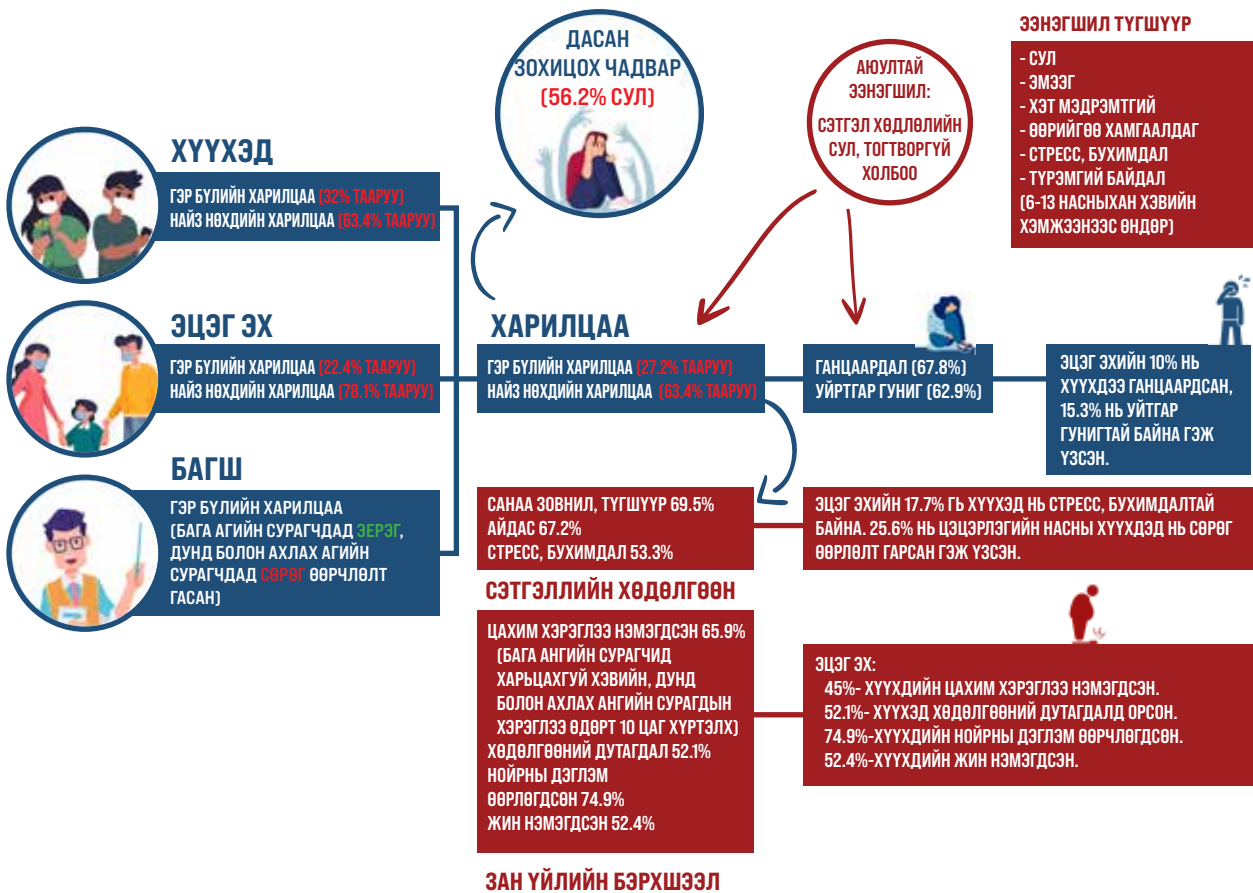 ДАСАН
ЗОХИЦОХ ЧАДВАР
(56.2% СУЛ)
АЮУЛТАЙ
ЭЭНЭГШИЛ:
СЭТГЭЛ ХӨДЛӨЛИЙН
СУЛ, ТОГТВОРГҮЙ
ХОЛБОО
ЭЭНЭГШИЛ ТҮГШҮҮР
- СУЛ
- ЭМЗЭГ
- ХЭТ МЭДРЭМТГИЙ
- ӨӨРИЙГӨӨ ХАМГААЛДАГ
- СТРЕСС, БУХИМДАЛ
- ТҮРЭМГИЙ БАЙДАЛ
(6-13 НАСНЫХАН ХЭВИЙН
ХЭМЖЭЭНЭЭС ӨНДӨР)
ХҮҮХЭД
ГЭР БҮЛИЙН ХАРИЛЦАА (32% ТААРУУ)
НАЙЗ НӨХДИЙН ХАРИЛЦАА (63.4% ТААРУУ)
ЭЦЭГ ЭХ
ГЭР БҮЛИЙН ХАРИЛЦАА (22.4% ТААРУУ)
НАЙЗ НӨХДИЙН ХАРИЛЦАА (78.1% ТААРУУ)
ХАРИЛЦАА
ГЭР БҮЛИЙН ХАРИЛЦАА (27.2% ТААРУУ)
НАЙЗ НӨХДИЙН ХАРИЛЦАА (63.4% ТААРУУ)
ГАНЦААРДАЛ (67.8%)
УЙРТГАР ГУНИГ (62.9%)
ЭЦЭГ ЭХИЙН 10% НЬ
ХҮҮХДЭЭ ГАНЦААРДСАН,
15.3% НЬ УЙТГАР
ГУНИГТАЙ БАЙНА ГЭЖ
ҮЗСЭН.
БАГШ
ГЭР БҮЛИЙН ХАРИЛЦАА
(БАГА АГИЙН СУРАГЧДАД ЭЕРЭГ,
ДУНД БОЛОН АХЛАХ АГИЙН
СУРАГЧДАД СӨРӨГ ӨӨРЧЛӨЛТ
ГАСАН)
САНАА ЗОВНИЛ, ТҮГШҮҮР 69.5%
АЙДАС 67.2%
СТРЕСС, БУХИМДАЛ 53.3%
ЭЦЭГ ЭХИЙН 17.7% ГЬ ХҮҮХЭД НЬ СТРЕСС, БУХИМДАЛТАЙ
БАЙНА. 25.6% НЬ ЦЭЦЭРЛЭГИЙН НАСНЫ ХҮҮХДЭД НЬ СӨРӨГ
ӨӨРЛӨЛТ ГАРСАН ГЭЖ ҮЗСЭН.
СЭТГЭЛЛИЙН ХӨДӨЛГӨӨН
ЦАХИМ ХЭРЭГЛЭЭ НЭМЭГДСЭН 65.9%
(БАГА АНГИЙН СУРАГЧИД
ХАРЬЦАХГУЙ ХЭВИЙН, ДУНД
БОЛОН АХЛАХ АНГИЙН СУРАГДЫН
ХЭРЭГЛЭЭ ӨДӨРТ 10 ЦАГ ХҮРТЭЛХ)
ХӨДӨЛГӨӨНИЙ ДУТАГДАЛ 52.1%
НОЙРНЫ ДЭГЛЭМ
ӨӨРЛӨГДСӨН 74.9%
ЖИН НЭМЭГДСЭН 52.4%
ЭЦЭГ ЭХ:
45%- ХҮҮХДИЙН ЦАХИМ ХЭРЭГЛЭЭ НЭМЭГДСЭН.
52.1%- ХҮҮХЭД ХӨДӨЛГӨӨНИЙ ДУТАГДАЛД ОРСОН.
74.9%-ХҮҮХДИЙН НОЙРНЫ ДЭГЛЭМ ӨӨРЧЛӨГДСӨН.
52.4%-ХҮҮХДИЙН ЖИН НЭМЭГДСЭН.
ЗАН ҮЙЛИЙН БЭРХШЭЭЛ